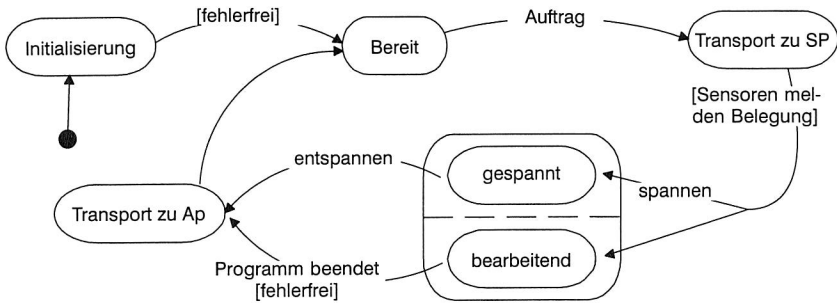 [fehlerfrei]
Auftrag
Initialisierung
Bereit
Transport zu SP
[Sensoren mel-
den Belegung]
entspannen
gespannt
spannen
Transport zu Ap
Programm beendet
[fehlerfrei]
bearbeitend